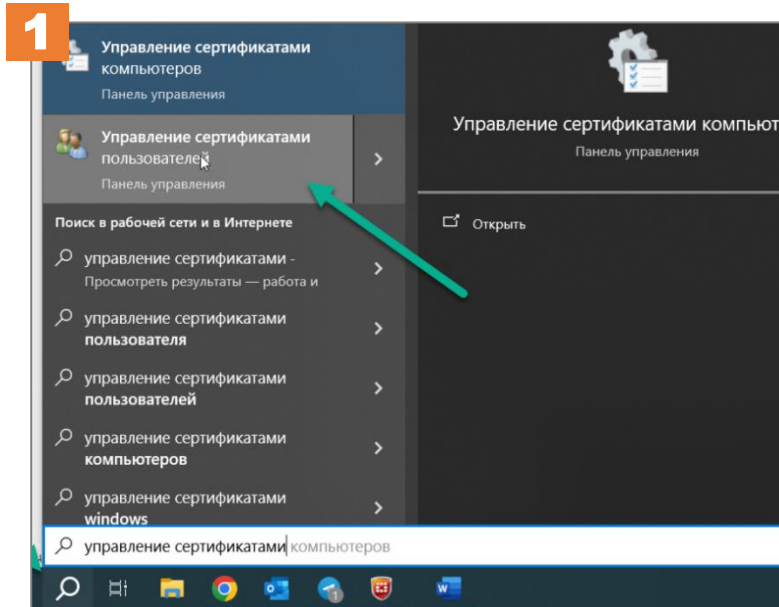 1
Управление сертификатами
компьютеров
Панель управления
Управление сертификатами
пользователей
Панель управления
Поиск в рабочей сети и в Интернете
управление сертификатами -
Просмотреть результаты — работа и
управление сертификатами
пользователя
управление сертификатами
пользователей
управление сертификатами
компьютеров
управление сертификатами
windows
управление сертификатами компьютеров
Управление сертификатами компьют
Панель управления
Открыть
1
W